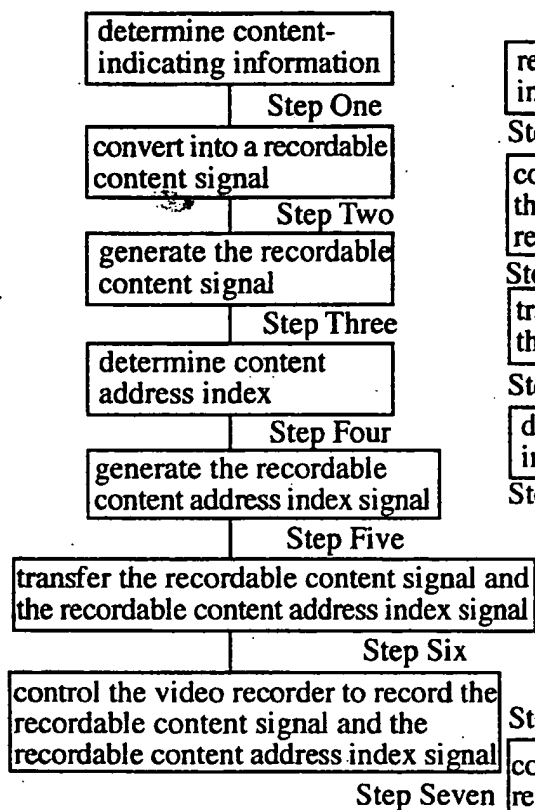 determine content-
indicating information
Step One
convert into a recordable
content signal
Step Two
generate the recordable
content signal
Step Three
determine content
address index
Step Four
generate the recordable
content address index signal
Step Five
transfer the recordable content signal and
the recordable content address index signal
Step Six
control the video recorder to record the
recordable content signal and the
recordable content address index signal
Step Seven